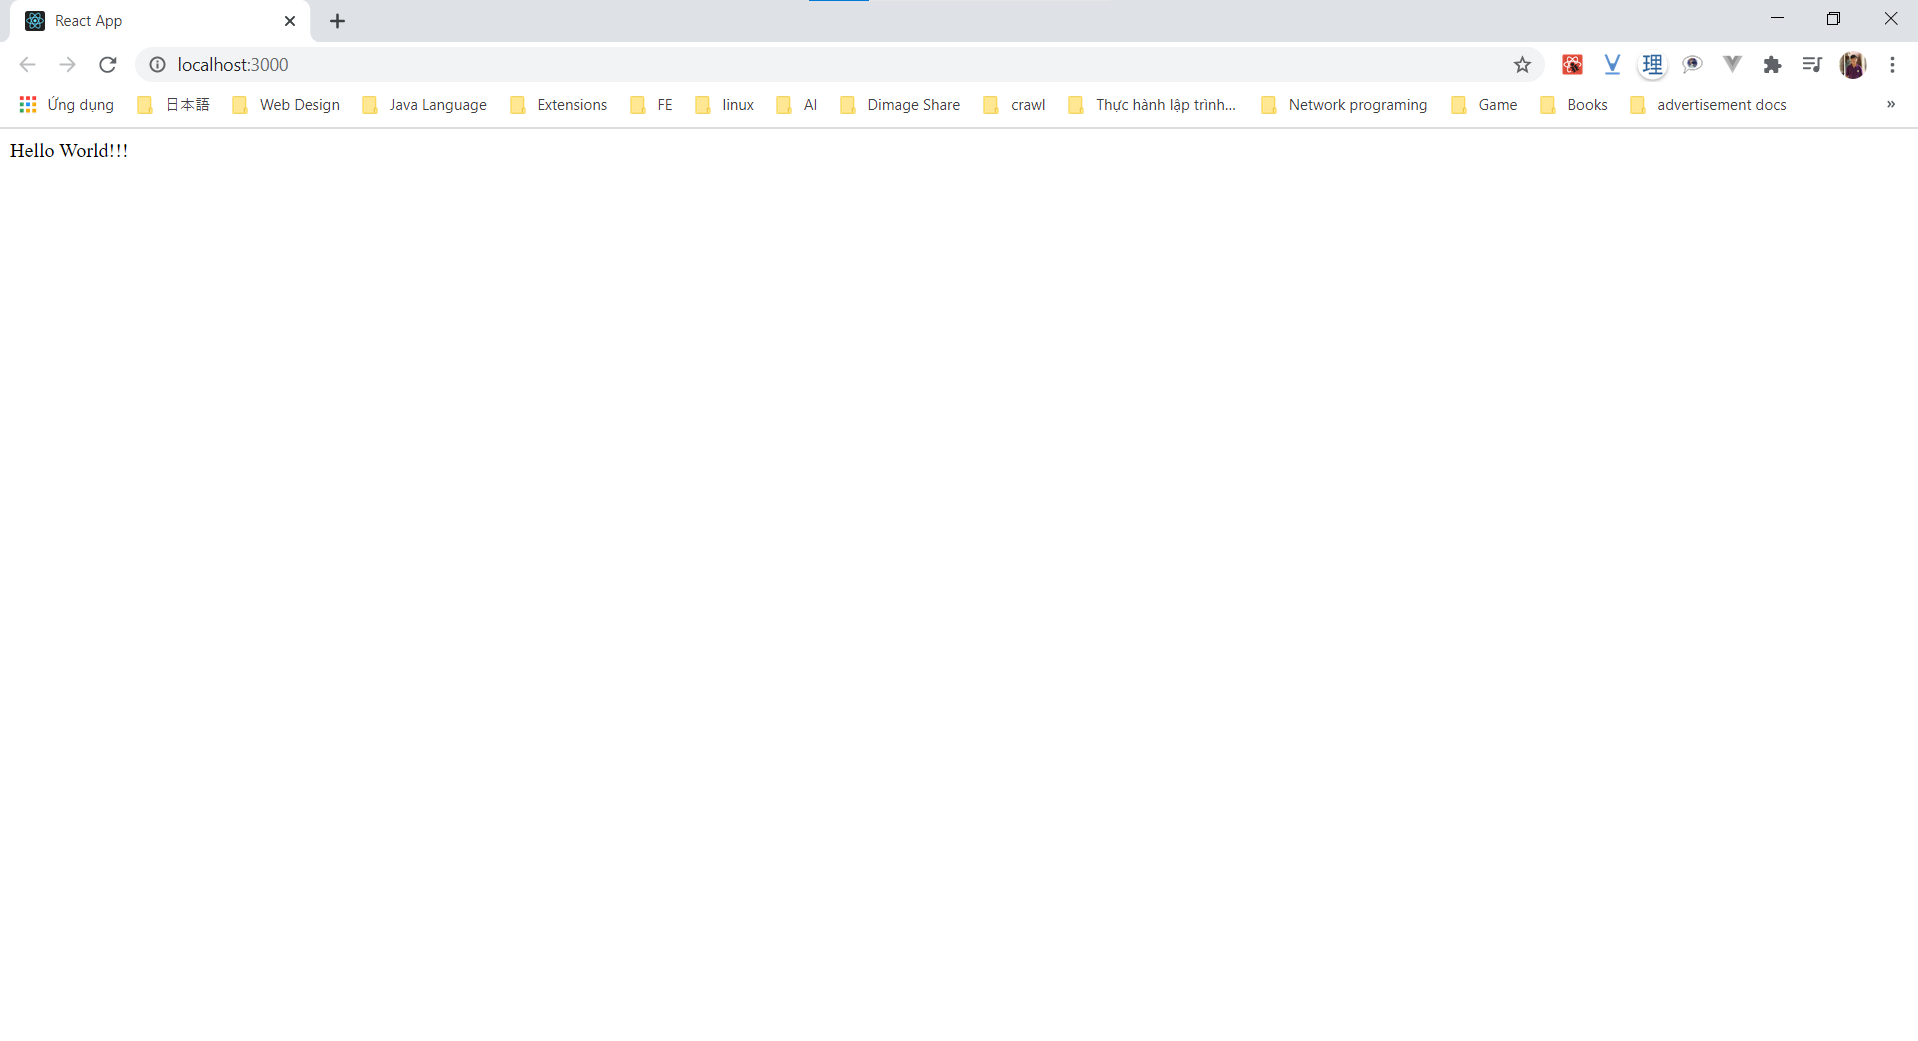 React App
localhost:3000
理
Ứng dụng 日本語 Web Design Java Language Extensions FE linux AI Dimage Share crawl Thực hành lập trình... Network programing Game Books advertisement docs »
Hello World!!!